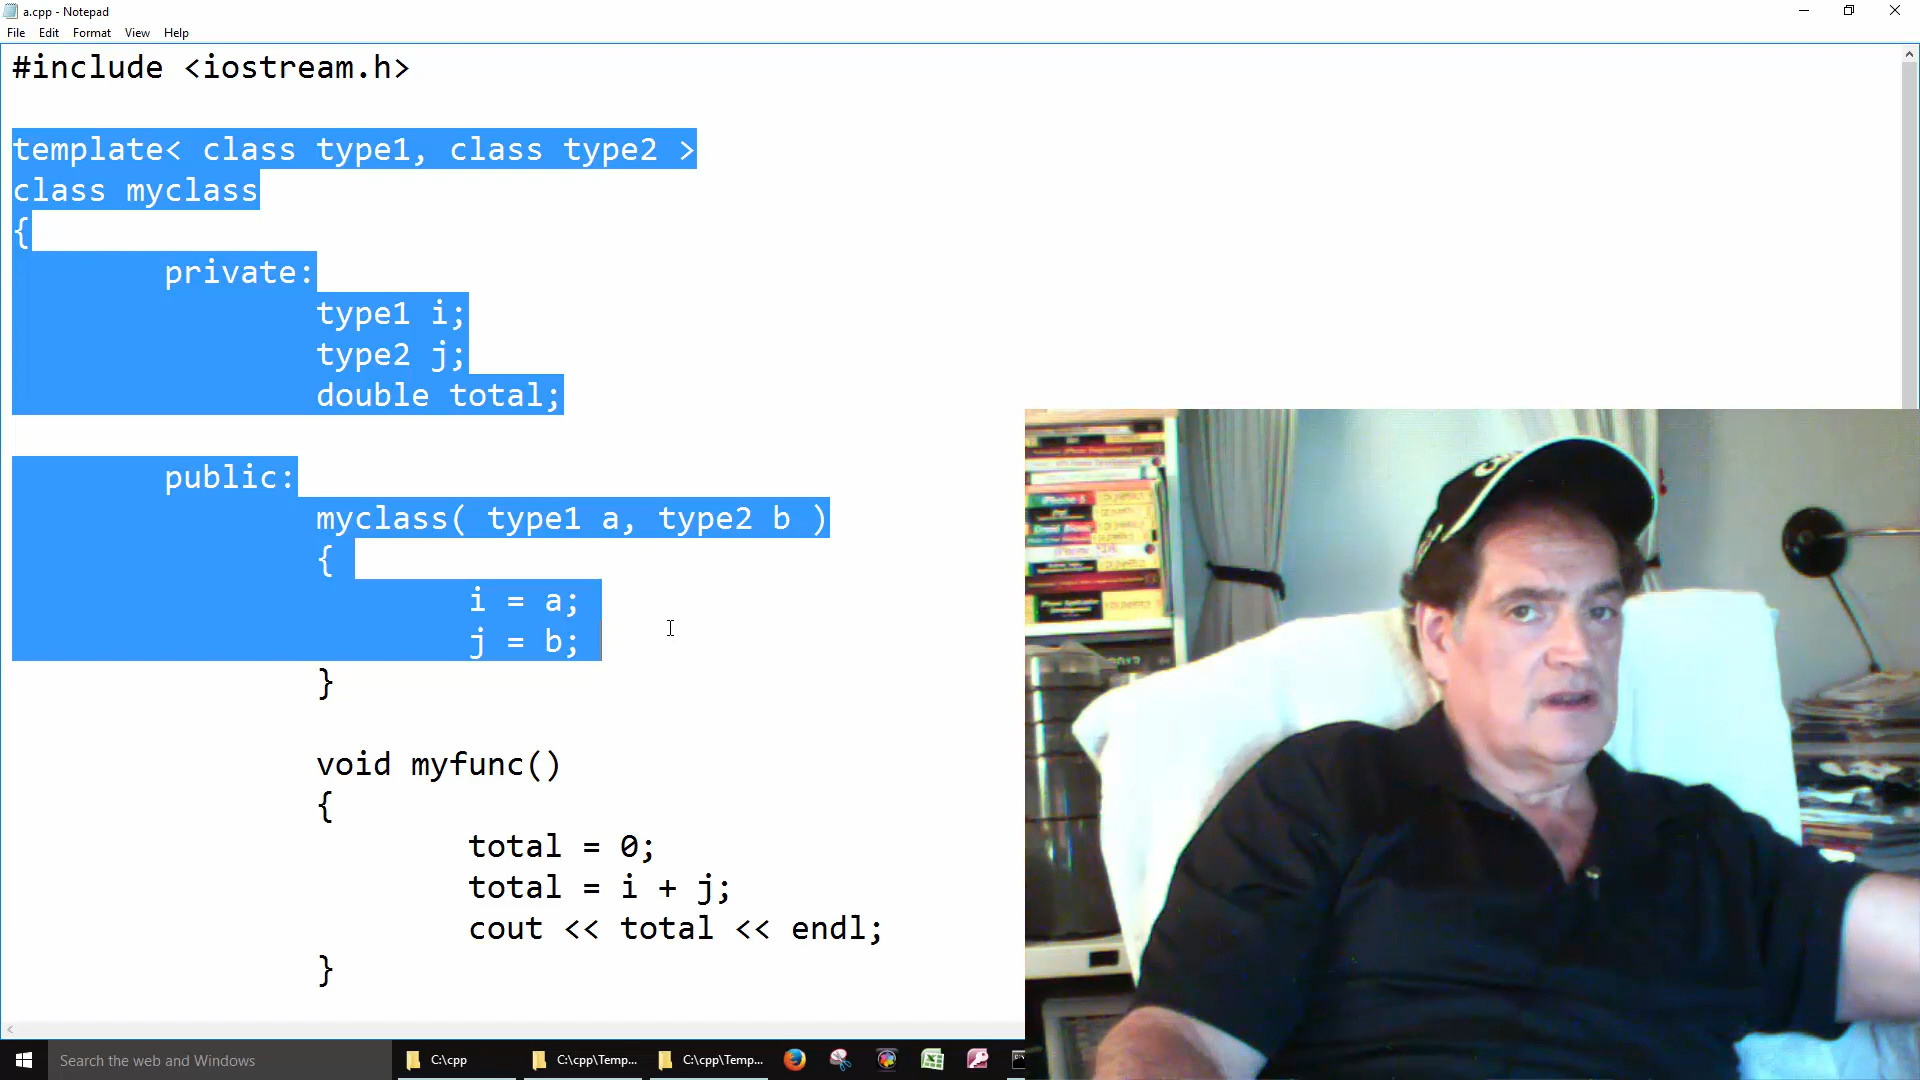 a.cpp - Notepad
File Edit Format View Help
#include <iostream.h>
template< class type1, class type2 >
class myclass
{
private:
type1 i;
type2 j;
double total;
public:
myclass( type1 a, type2 b )
{
i = a;
j = b;
}
void myfunc()
{
total = 0;
total = i + j;
cout << total << endl;
}
Search the web and Windows
C:\cpp
C:\cpp\Temp...
C:\cpp\Temp...